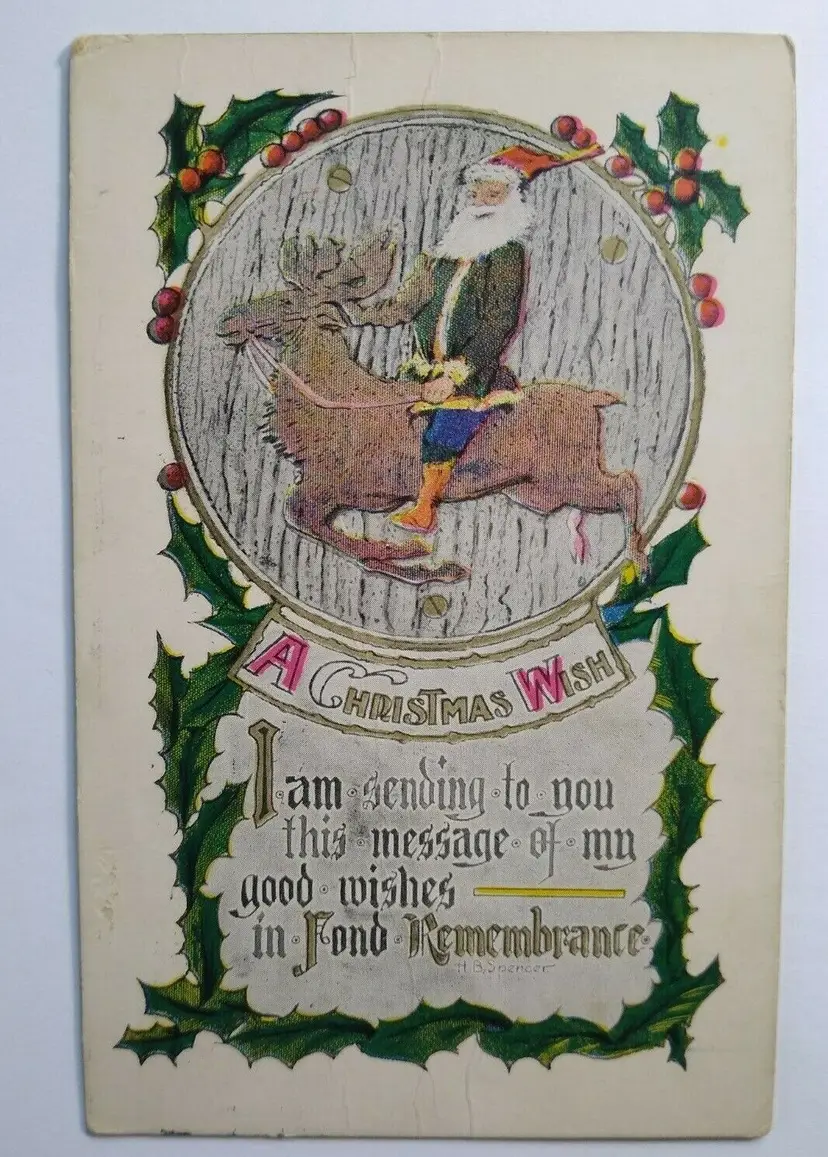 A Christmas Wish
I am sending to you
this message of my
good wishes
in Fond Remembrance
H.B. Spencer